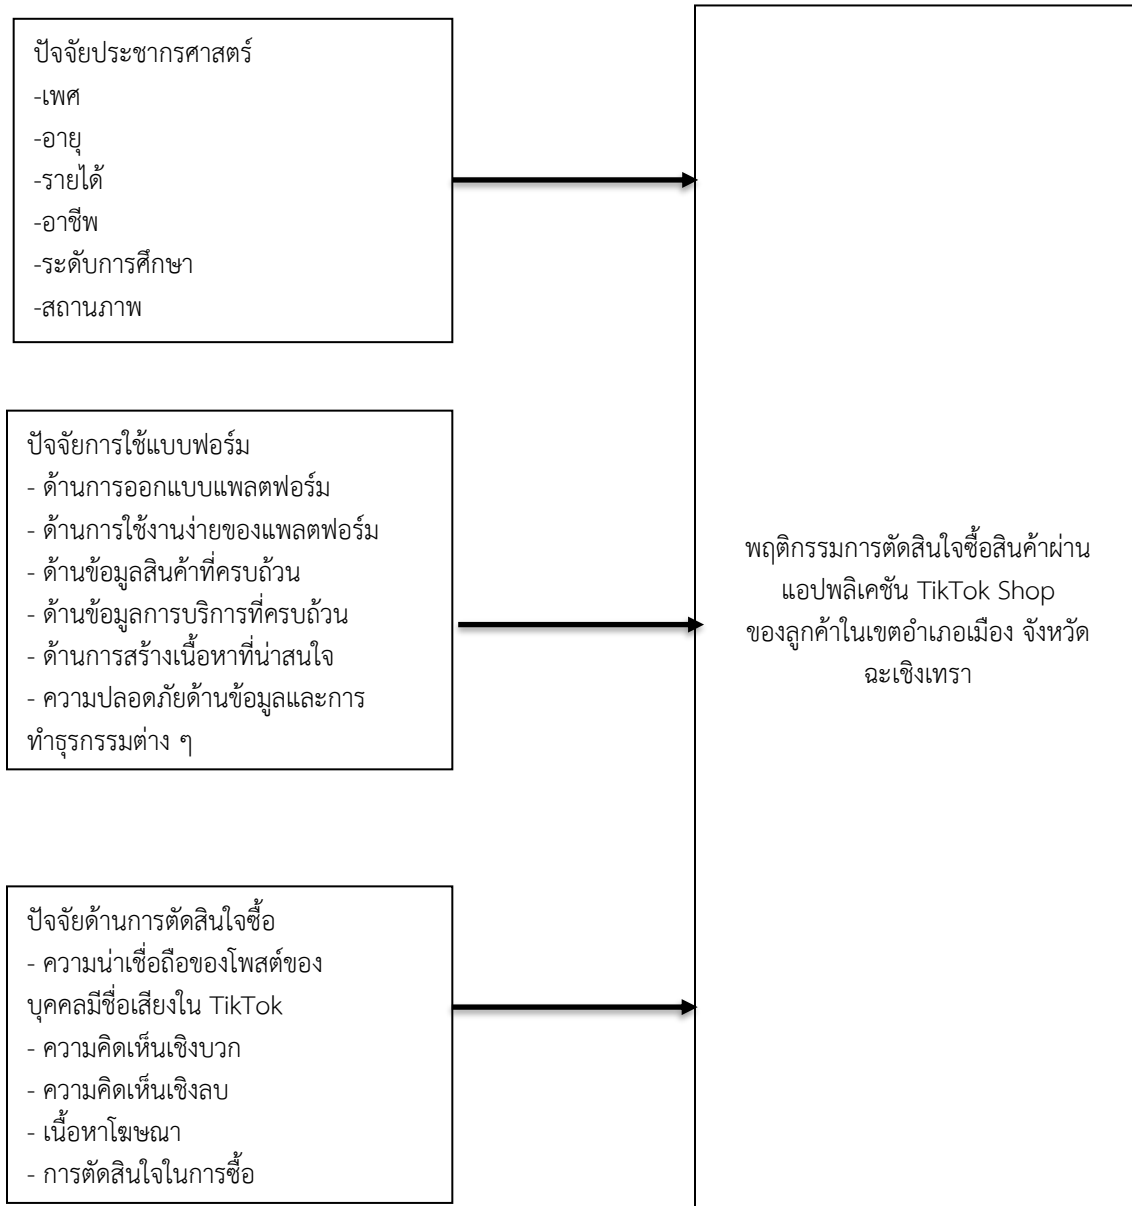 ปัจจัยประชากรศาสตร์
-เพศ
-อายุ
-รายได้
-อาชีพ
-ระดับการศึกษา
-สถานภาพ
ปัจจัยการใช้แบบฟอร์ม
- ด้านการออกแบบแพลตฟอร์ม
- ด้านการใช้งานง่ายของแพลตฟอร์ม
- ด้านข้อมูลสินค้าที่ครบถ้วน
- ด้านข้อมูลการบริการที่ครบถ้วน
- ด้านการสร้างเนื้อหาที่น่าสนใจ
- ความปลอดภัยด้านข้อมูลและการ
ทำธุรกรรมต่าง ๆ
ปัจจัยด้านการตัดสินใจซื้อ
- ความน่าเชื่อถือของโพสต์ของ
บุคคลมีชื่อเสียงใน TikTok
- ความคิดเห็นเชิงบวก
- ความคิดเห็นเชิงลบ
- เนื้อหาโฆษณา
- การตัดสินใจในการซื้อ
พฤติกรรมการตัดสินใจซื้อสินค้าผ่าน
แอปพลิเคชัน TikTok Shop
ของลูกค้าในเขตอำเภอเมือง จังหวัด
ฉะเชิงเทรา